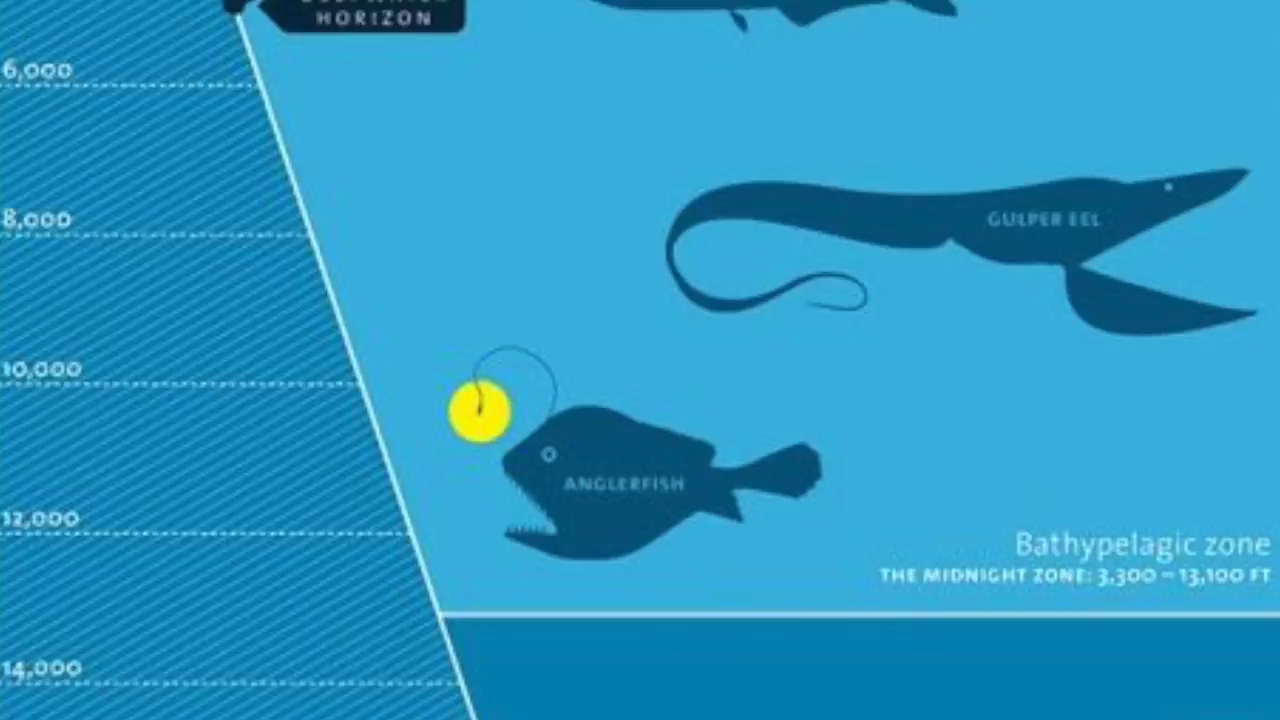 HORIZON
6,000
8,000
GULPER EEL
10,000
ANGLERFISH
12,000
Bathypelagic zone
THE MIDNIGHT ZONE: 3,300 – 13,100 FT
14,000